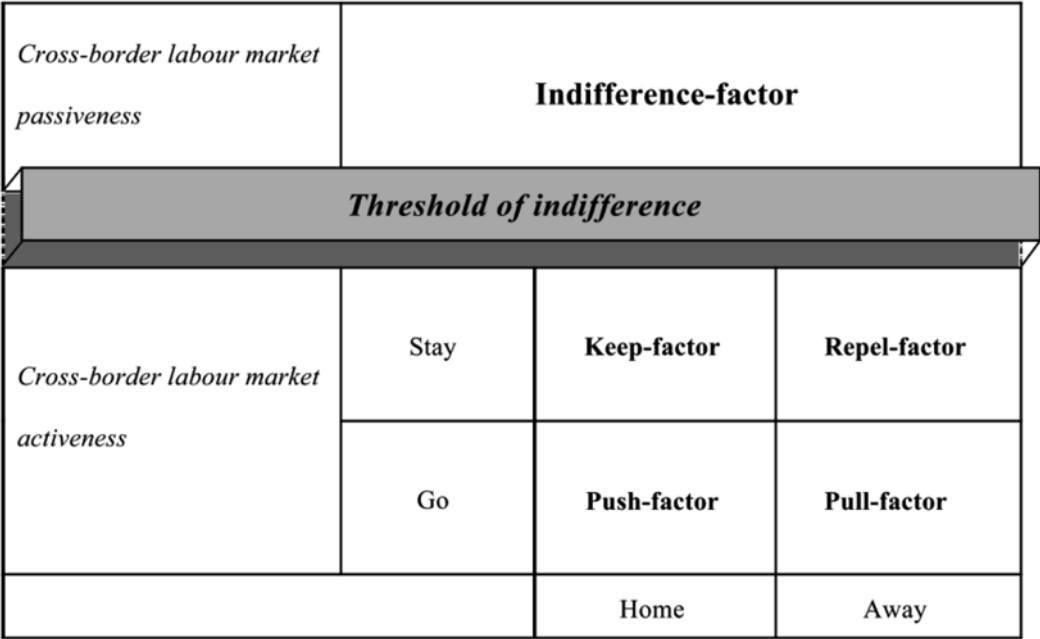 Cross-border labour market
passiveness
Indifference-factor
Threshold of indifference
Cross-border labour market
activeness
Stay
Keep-factor
Repel-factor
Go
Push-factor
Pull-factor
Home
Away